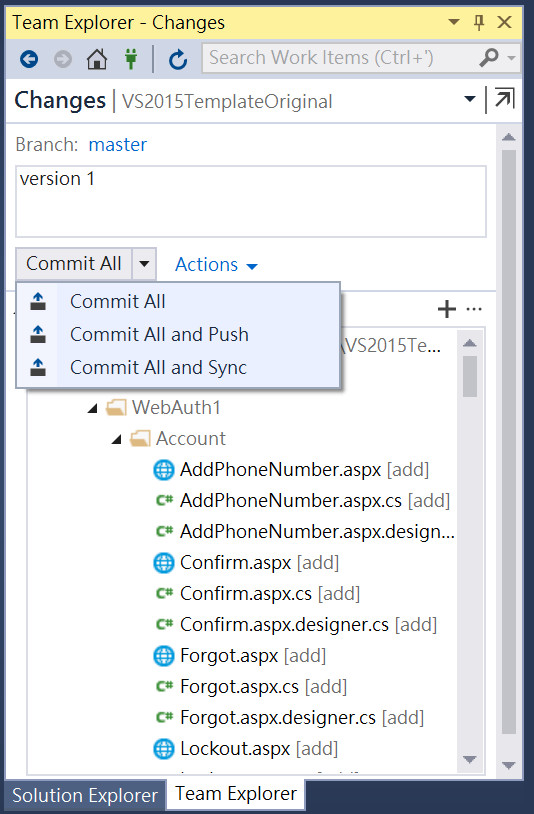 Team Explorer - Changes
Search Work Items (Ctrl+')
Changes | VS2015TemplateOriginal
Branch: master
version 1
Commit All Actions
Commit All
Commit All and Push
\VS2015Te...
Commit All and Sync
WebAuth1
Account
AddPhoneNumber.aspx [add]
C# AddPhoneNumber.aspx.cs [add]
C# AddPhoneNumber.aspx.design...
Confirm.aspx [add]
C# Confirm.aspx.cs [add]
C# Confirm.aspx.designer.cs [add]
Forgot.aspx [add]
C# Forgot.aspx.cs [add]
C# Forgot.aspx.designer.cs [add]
Lockout.aspx [add]
Solution Explorer Team Explorer